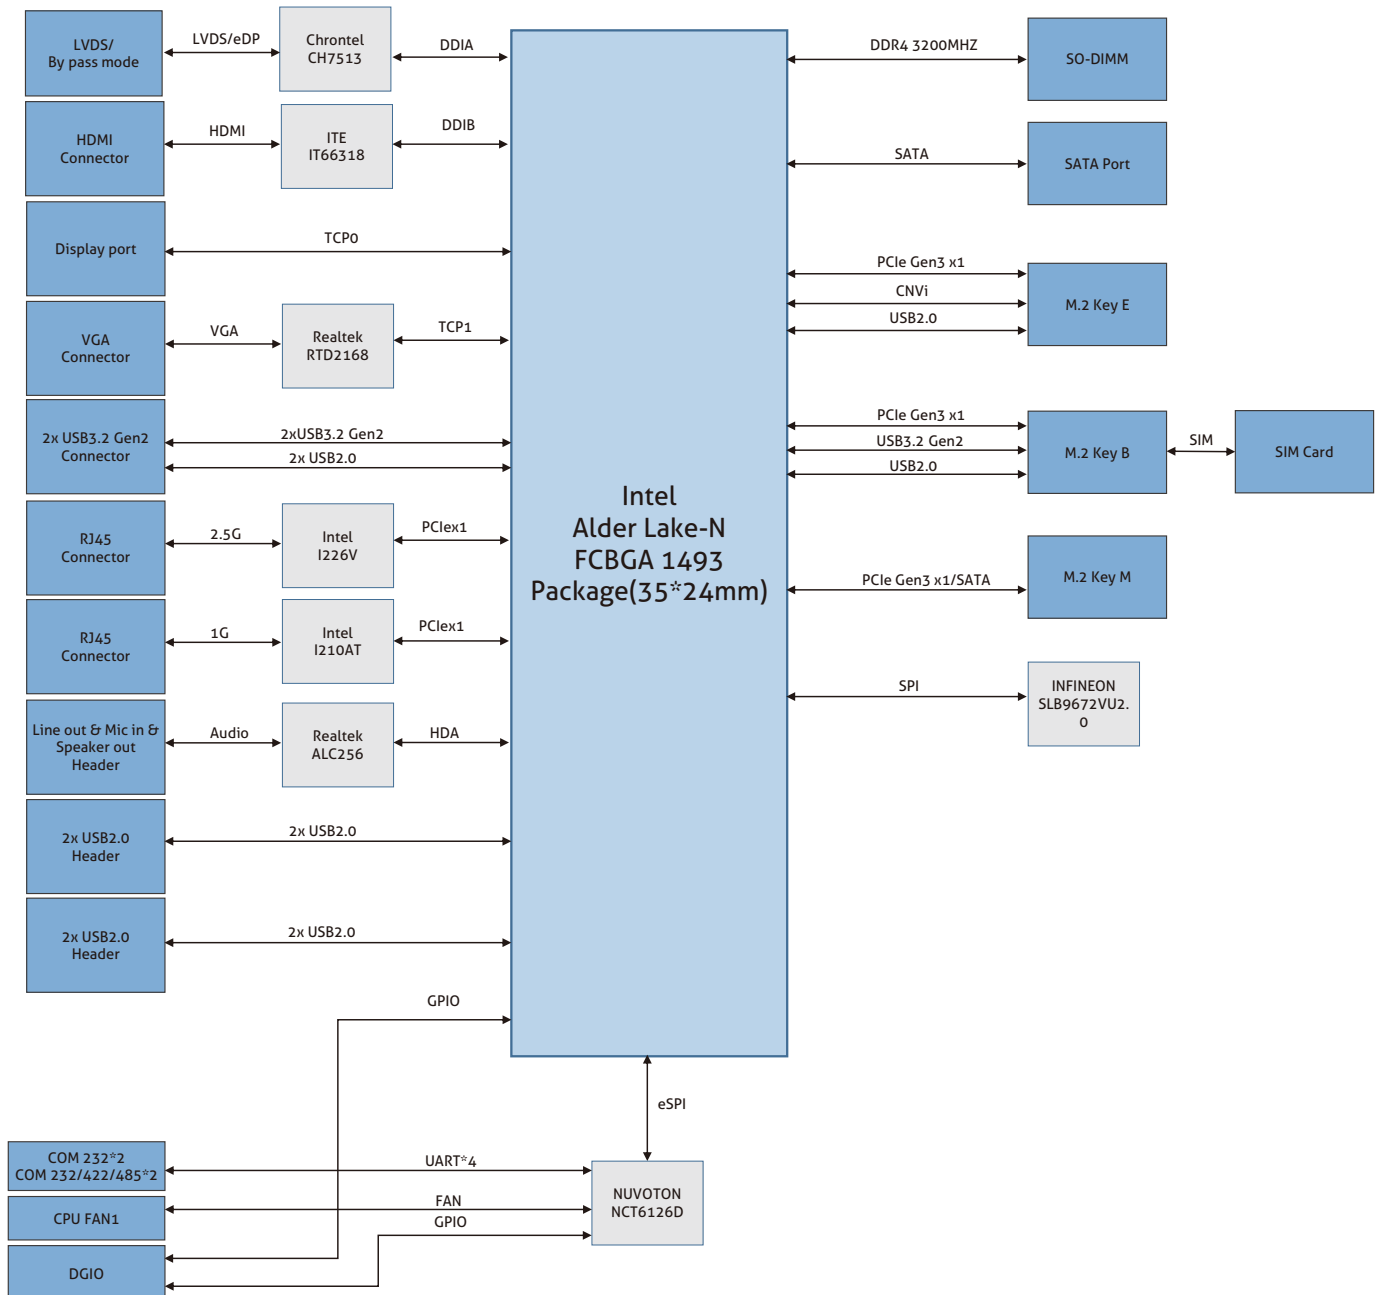 LVDS/
By pass mode
LVDS/eDP
Chrontel
CH7513
DDIA
HDMI
Connector
HDMI
ITE
IT66318
DDIB
Display port
TCP0
VGA
Connector
VGA
Realtek
RTD2168
TCP1
2x USB3.2 Gen2
Connector
2xUSB3.2 Gen2
2x USB2.0
RJ45
Connector
2.5G
Intel
I226V
PCIex1
RJ45
Connector
1G
Intel
I210AT
PCIex1
Line out & Mic in &
Speaker out
Header
Audio
Realtek
ALC256
HDA
2x USB2.0
Header
2x USB2.0
2x USB2.0
Header
2x USB2.0
GPIO
Intel
Alder Lake-N
FCBGA 1493
Package(35*24mm)
DDR4 3200MHZ
SO-DIMM
SATA
SATA Port
PCIe Gen3 x1
CNVi
USB2.0
M.2 Key E
PCIe Gen3 x1
USB3.2 Gen2
USB2.0
M.2 Key B
SIM
SIM Card
PCIe Gen3 x1/SATA
M.2 Key M
SPI
INFINEON
SLB9672VU2.
0
eSPI
COM 232*2
COM 232/422/485*2
UART*4
CPU FAN1
FAN
GPIO
DGIO
NUVOTON
NCT6126D